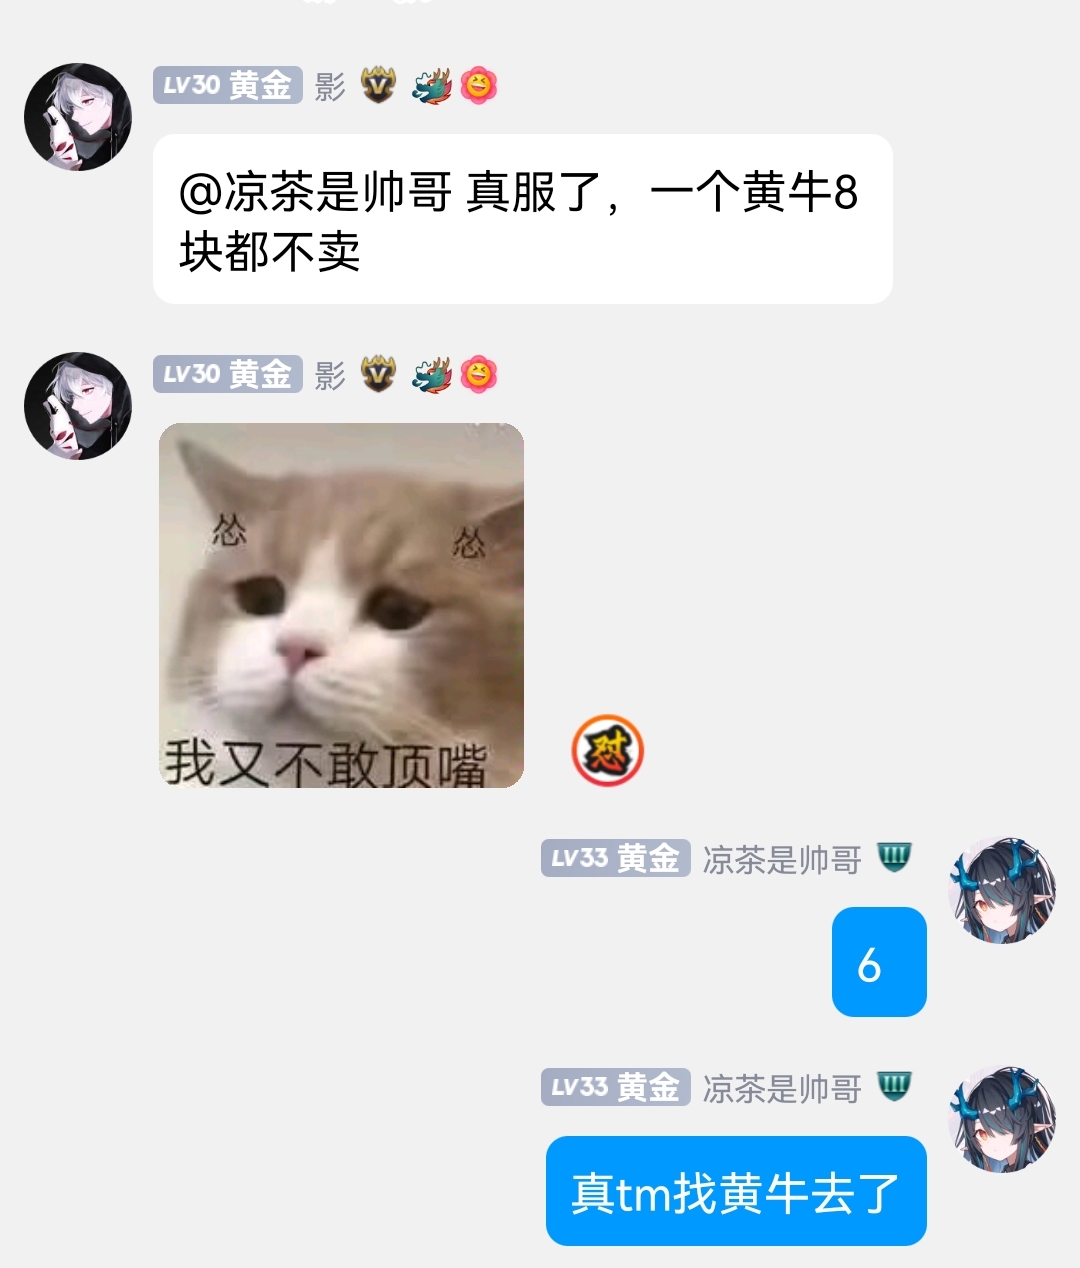 LV30 黄金 影
@凉茶是帅哥 真服了，一个黄牛8
块都不卖
LV30 黄金 影
怂 怂
我又不敢顶嘴
怼
LV33 黄金 凉茶是帅哥 III
6
LV33 黄金 凉茶是帅哥 III
真tm找黄牛去了